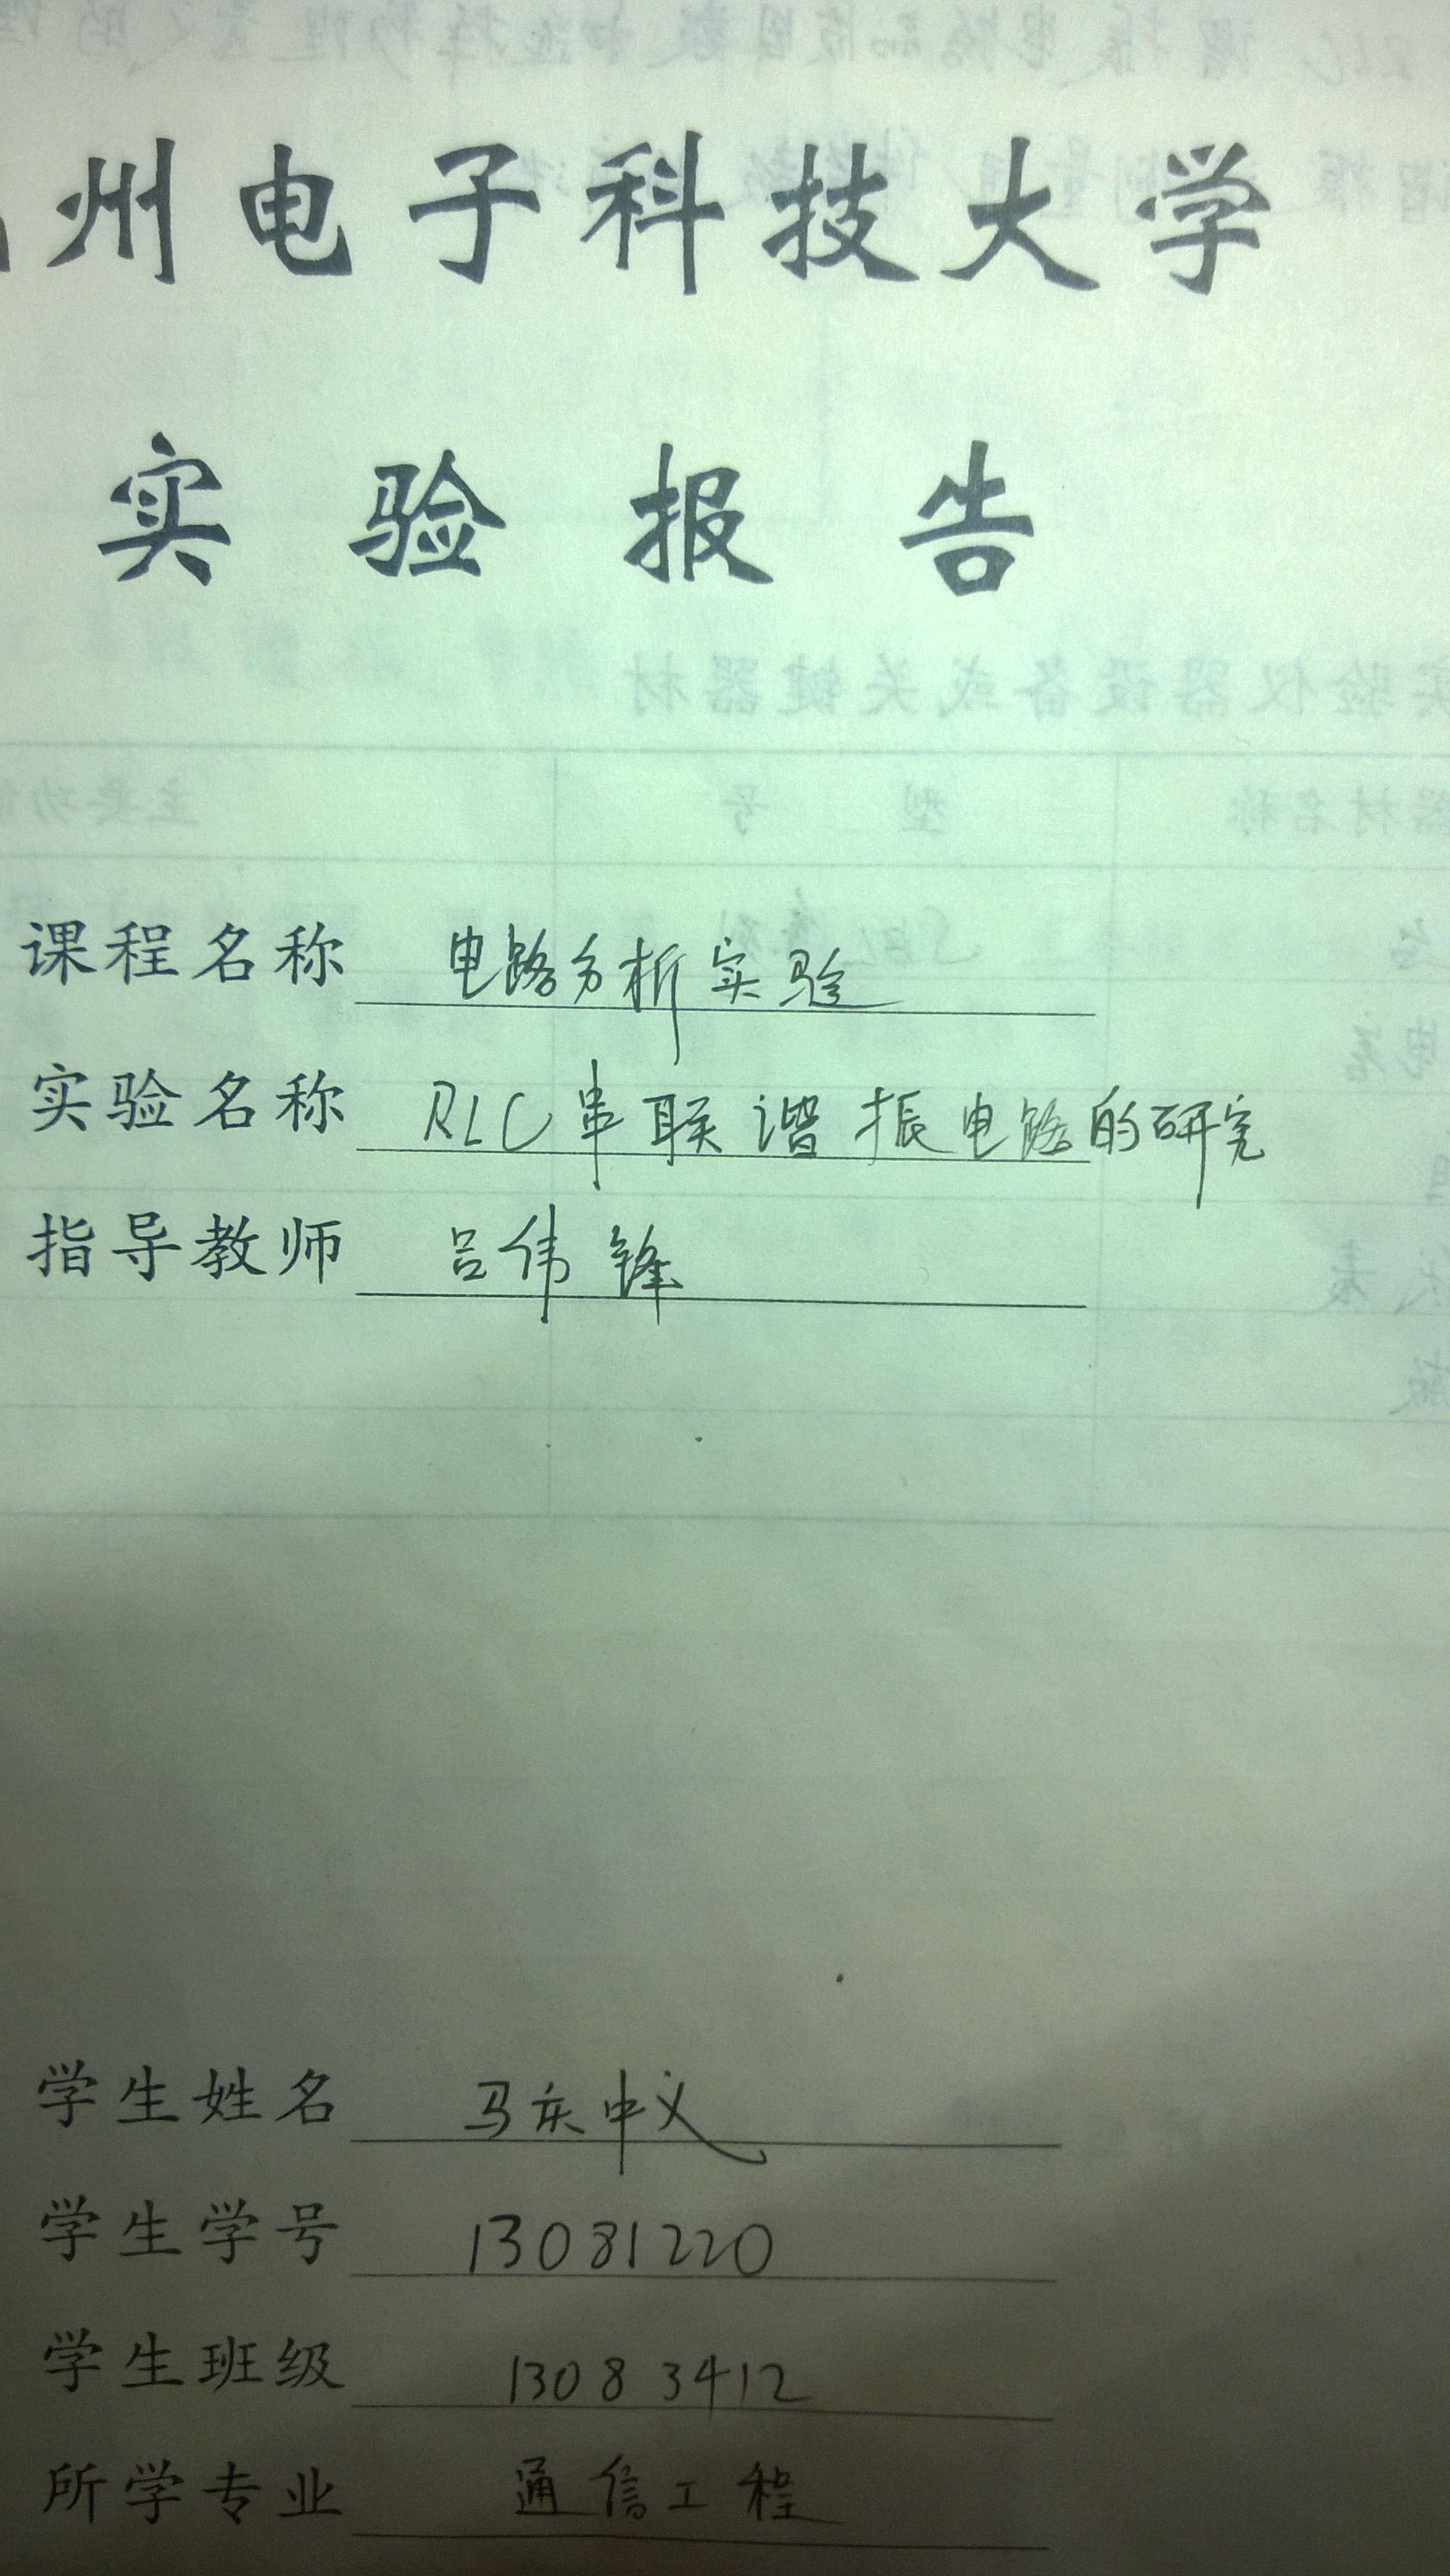 州电子科技大学
实验报告
课程名称 电路分析实验
实验名称 RLC串联谐振电路的研究
指导教师 吕伟锋
学生姓名 马庆中义
学生学号 13081220
学生班级 13083412
所学专业 通信工程